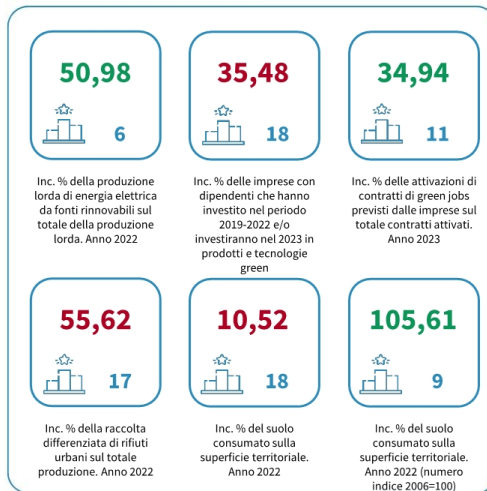 50,98
6
Inc. % della produzione
lorda di energia elettrica
da fonti rinnovabili sul
totale della produzione
lorda. Anno 2022
35,48
18
Inc. % delle imprese con
dipendenti che hanno
investito nel periodo
2019-2022 e/o
investiranno nel 2023 in
prodotti e tecnologie
green
34,94
11
Inc. % delle attivazioni di
contratti di green jobs
previsti dalle imprese sul
totale contratti attivati.
Anno 2023
55,62
17
Inc. % della raccolta
differenziata di rifiuti
urbani sul totale
produzione. Anno 2022
10,52
18
Inc. % del suolo
consumato sulla
superficie territoriale.
Anno 2022
105,61
9
Inc. % del suolo
consumato sulla
superficie territoriale.
Anno 2022 (numero
indice 2006=100)